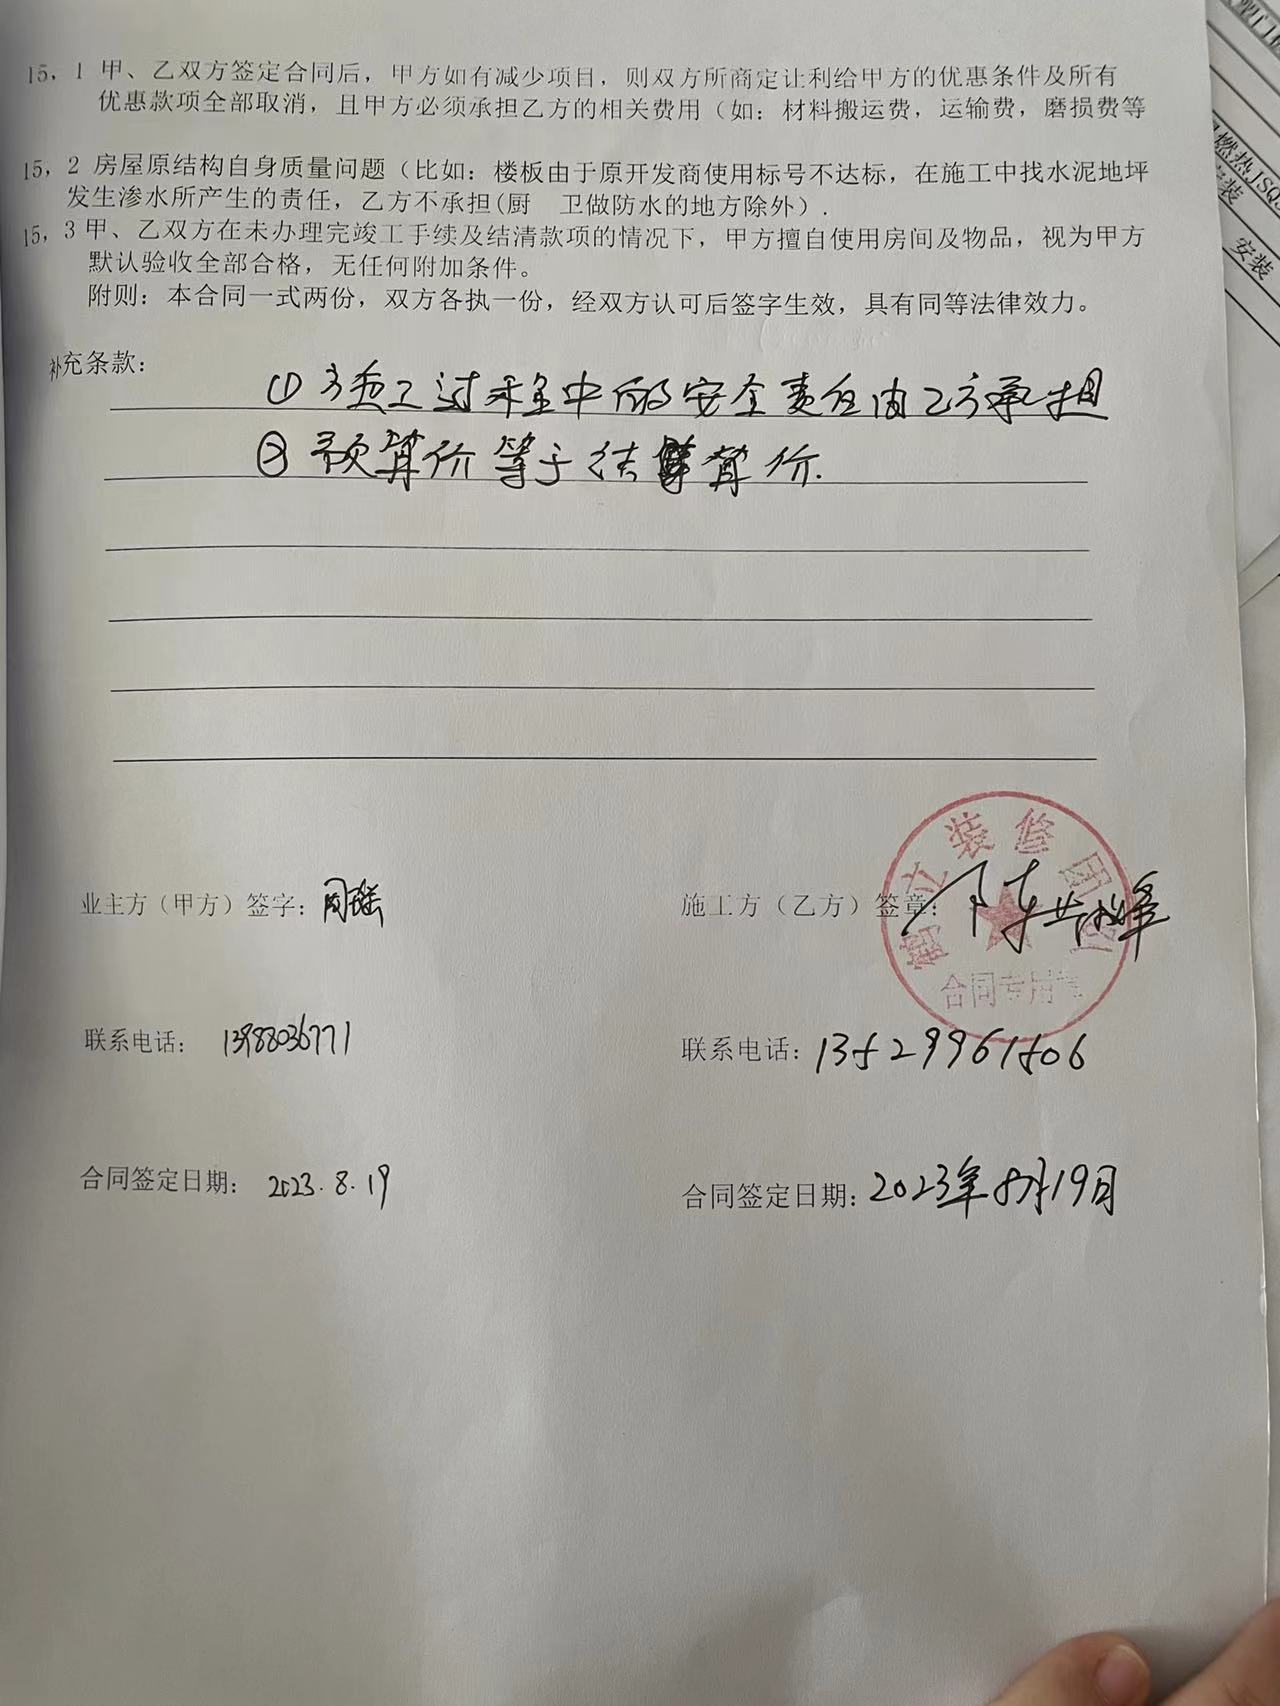 15，1 甲、乙双方签定合同后，甲方如有减少项目，则双方所商定让利给甲方的优惠条件及所有
优惠款项全部取消，且甲方必须承担乙方的相关费用（如：材料搬运费，运输费，磨损费等
15，2 房屋原结构自身质量问题（比如：楼板由于原开发商使用标号不达标，在施工中找水泥地坪
发生渗水所产生的责任，乙方不承担(厨 卫做防水的地方除外）.
15，3 甲、乙双方在未办理完竣工手续及结清款项的情况下，甲方擅自使用房间及物品，视为甲方
默认验收全部合格，无任何附加条件。
附则：本合同一式两份，双方各执一份，经双方认可后签字生效，具有同等法律效力。
补充条款：
① 施工过程中的安全责任由乙方承担
② 预算价等于结算价.
业主方（甲方）签字：周瑶
施工方（乙方）签章：
装修团
合同专用章
联系电话： 13988036771
联系电话：13529961506
合同签定日期： 2023.8.19
合同签定日期：2023年8月19日
燃热JSQ
安装
安装